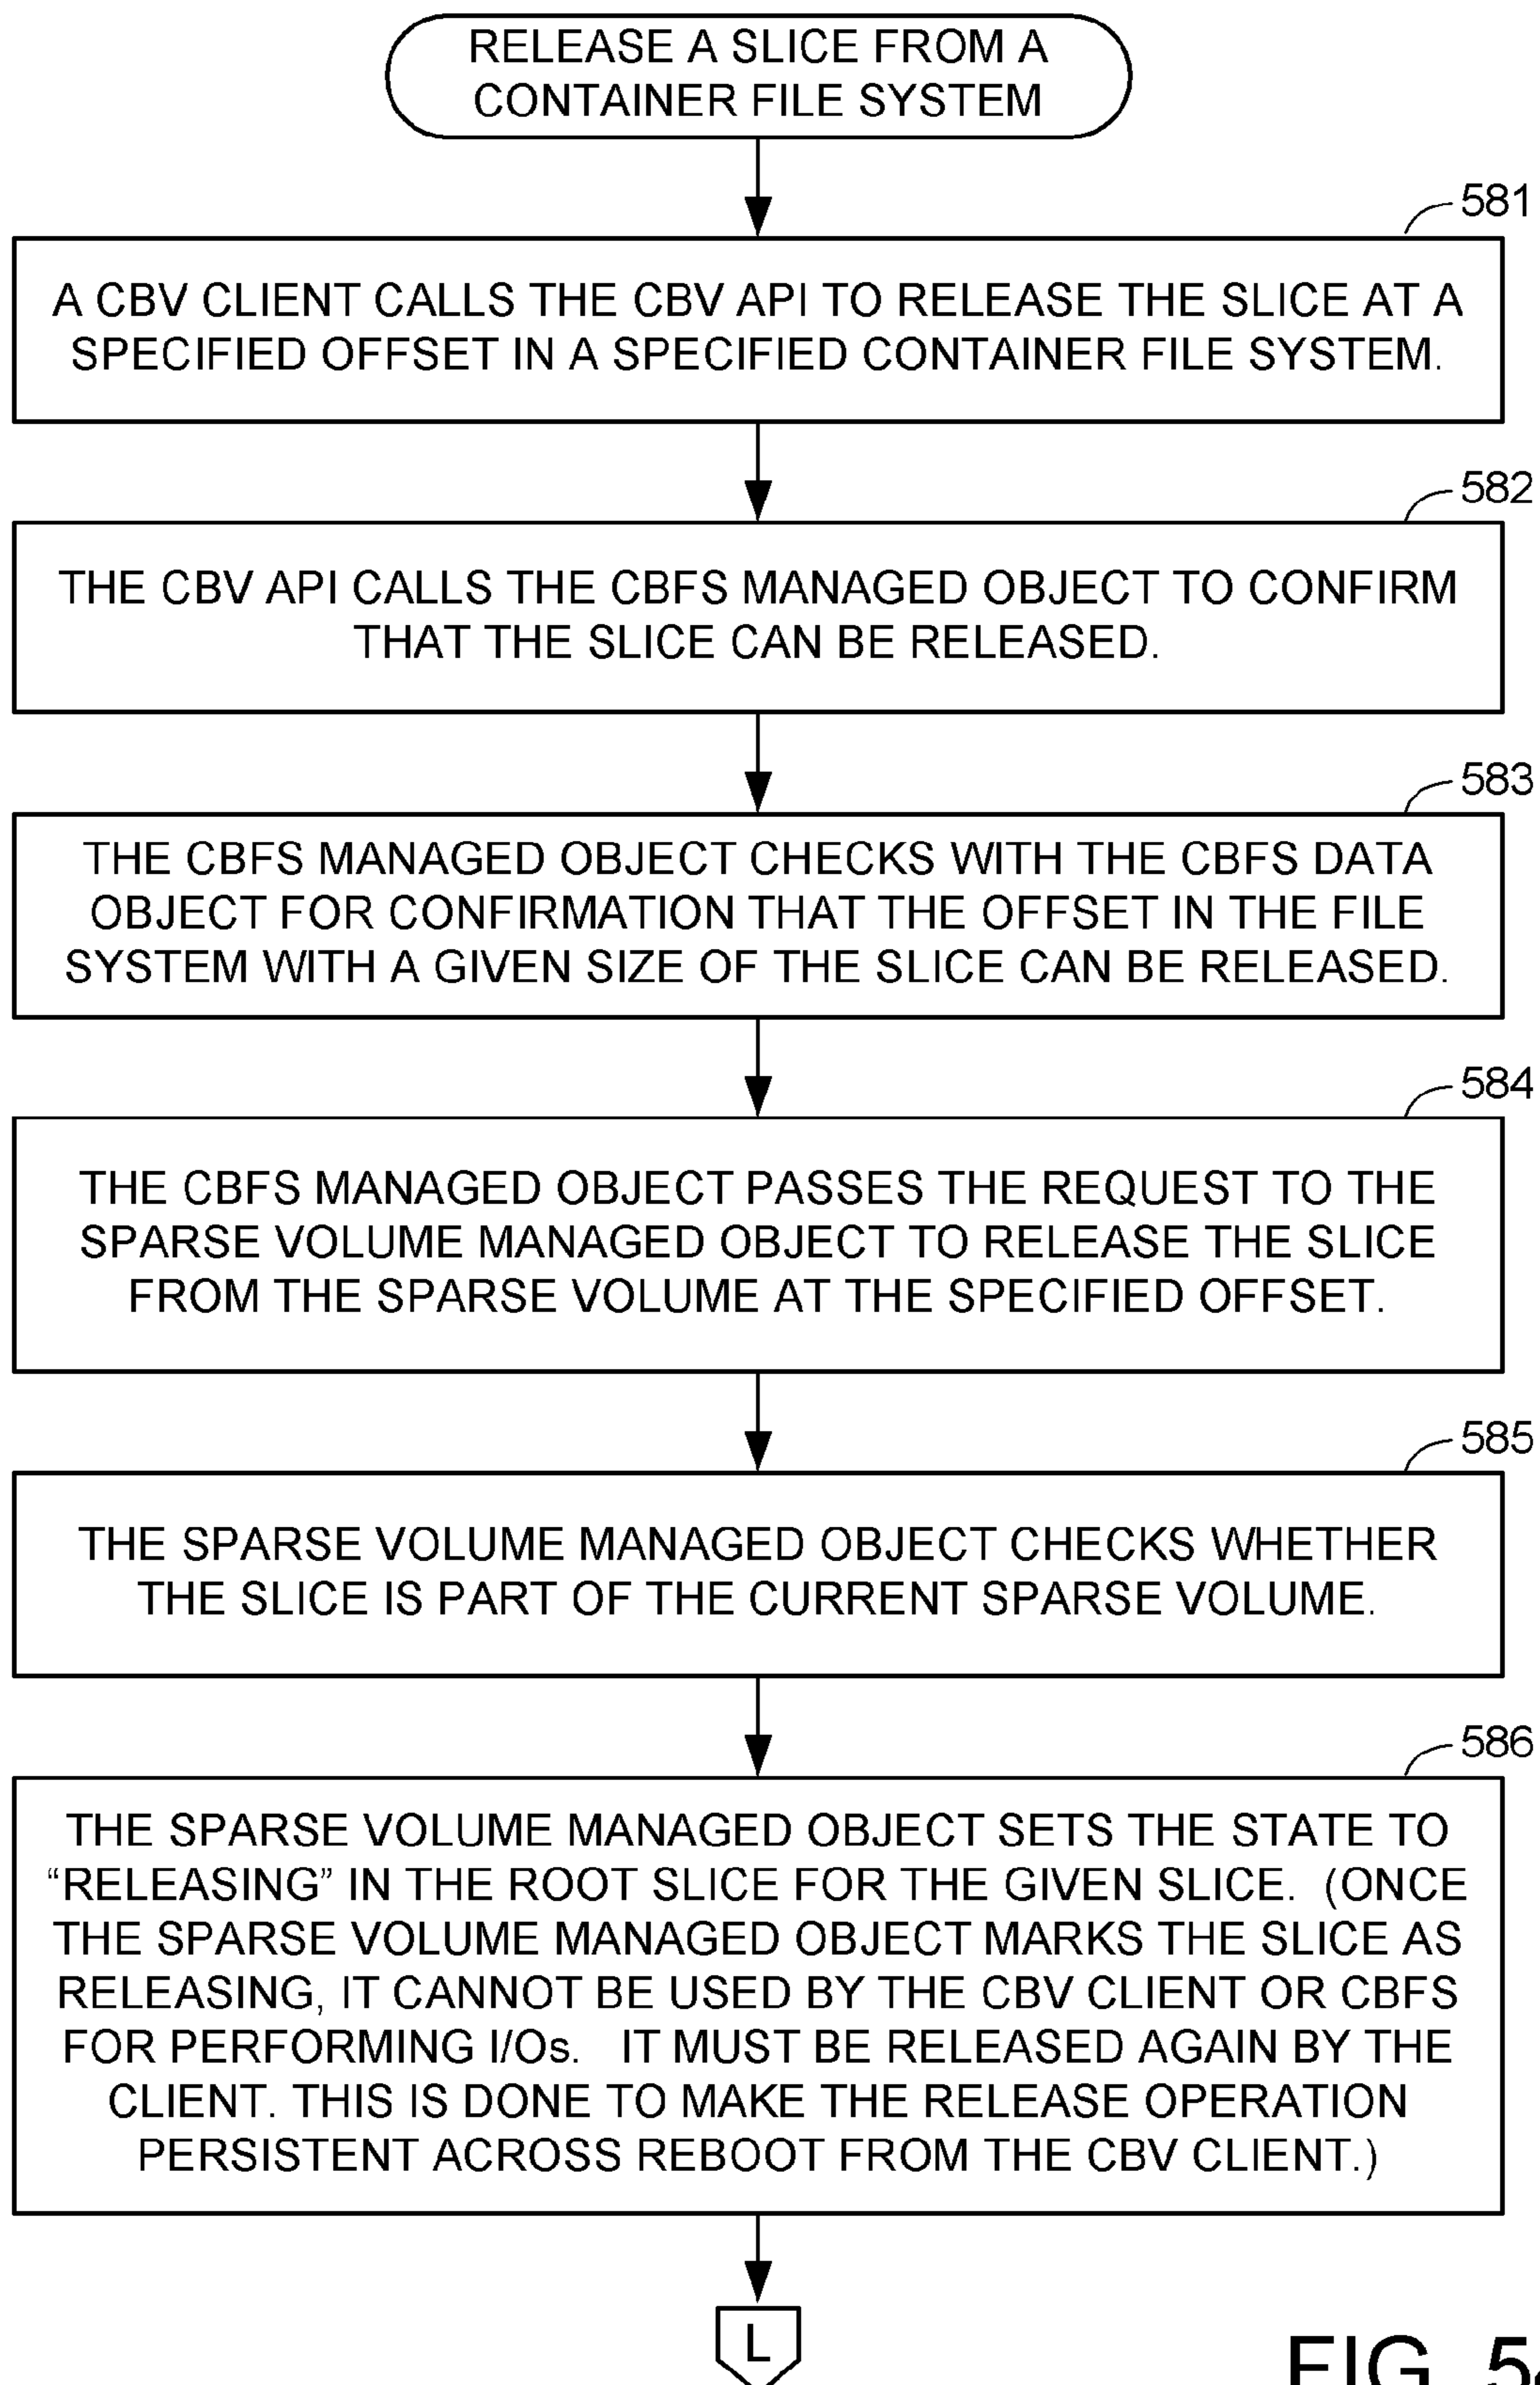 RELEASE A SLICE FROM A
CONTAINER FILE SYSTEM
581
A CBV CLIENT CALLS THE CBV API TO RELEASE THE SLICE AT A
SPECIFIED OFFSET IN A SPECIFIED CONTAINER FILE SYSTEM.
582
THE CBV API CALLS THE CBFS MANAGED OBJECT TO CONFIRM
THAT THE SLICE CAN BE RELEASED.
583
THE CBFS MANAGED OBJECT CHECKS WITH THE CBFS DATA
OBJECT FOR CONFIRMATION THAT THE OFFSET IN THE FILE
SYSTEM WITH A GIVEN SIZE OF THE SLICE CAN BE RELEASED.
584
THE CBFS MANAGED OBJECT PASSES THE REQUEST TO THE
SPARSE VOLUME MANAGED OBJECT TO RELEASE THE SLICE
FROM THE SPARSE VOLUME AT THE SPECIFIED OFFSET.
585
THE SPARSE VOLUME MANAGED OBJECT CHECKS WHETHER
THE SLICE IS PART OF THE CURRENT SPARSE VOLUME.
586
THE SPARSE VOLUME MANAGED OBJECT SETS THE STATE TO
“RELEASING” IN THE ROOT SLICE FOR THE GIVEN SLICE. (ONCE
THE SPARSE VOLUME MANAGED OBJECT MARKS THE SLICE AS
RELEASING, IT CANNOT BE USED BY THE CBV CLIENT OR CBFS
FOR PERFORMING I/Os. IT MUST BE RELEASED AGAIN BY THE
CLIENT. THIS IS DONE TO MAKE THE RELEASE OPERATION
PERSISTENT ACROSS REBOOT FROM THE CBV CLIENT.)
L
FIG.